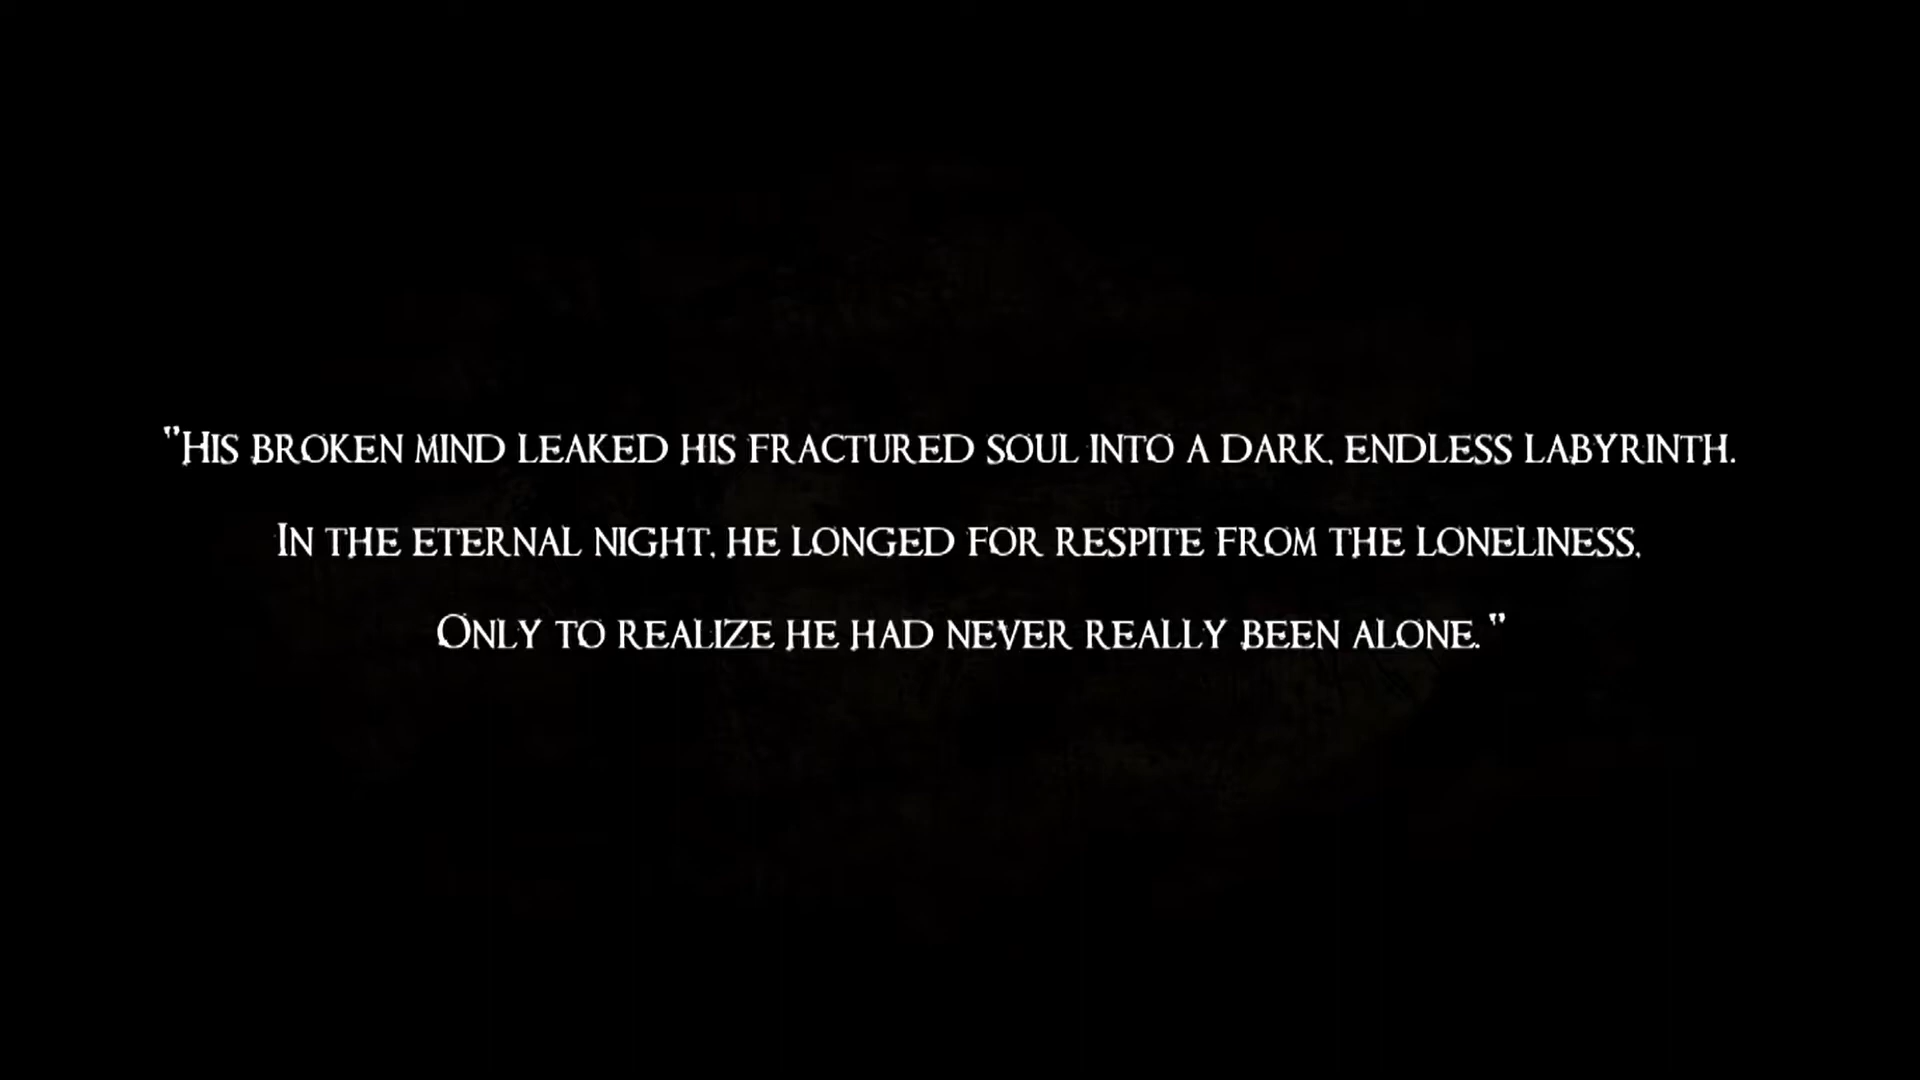 "His broken mind leaked his fractured soul into a dark, endless labyrinth.
In the eternal night, he longed for respite from the loneliness,
Only to realize he had never really been alone."